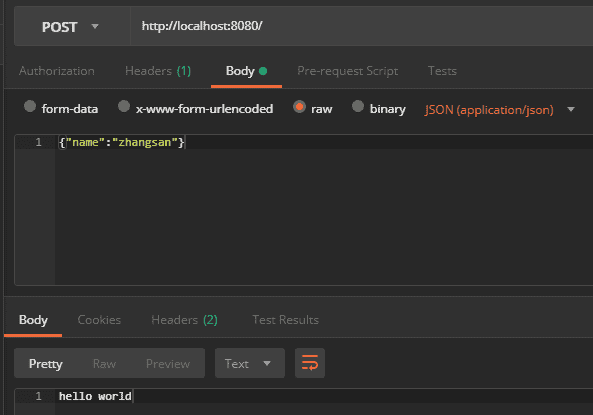 POST http://localhost:8080/
Authorization Headers (1) Body Pre-request Script Tests
form-data x-www-form-urlencoded raw binary JSON (application/json)
1 {"name":"zhangsan"}
Body Cookies Headers (2) Test Results
Pretty Raw Preview Text
1 hello world